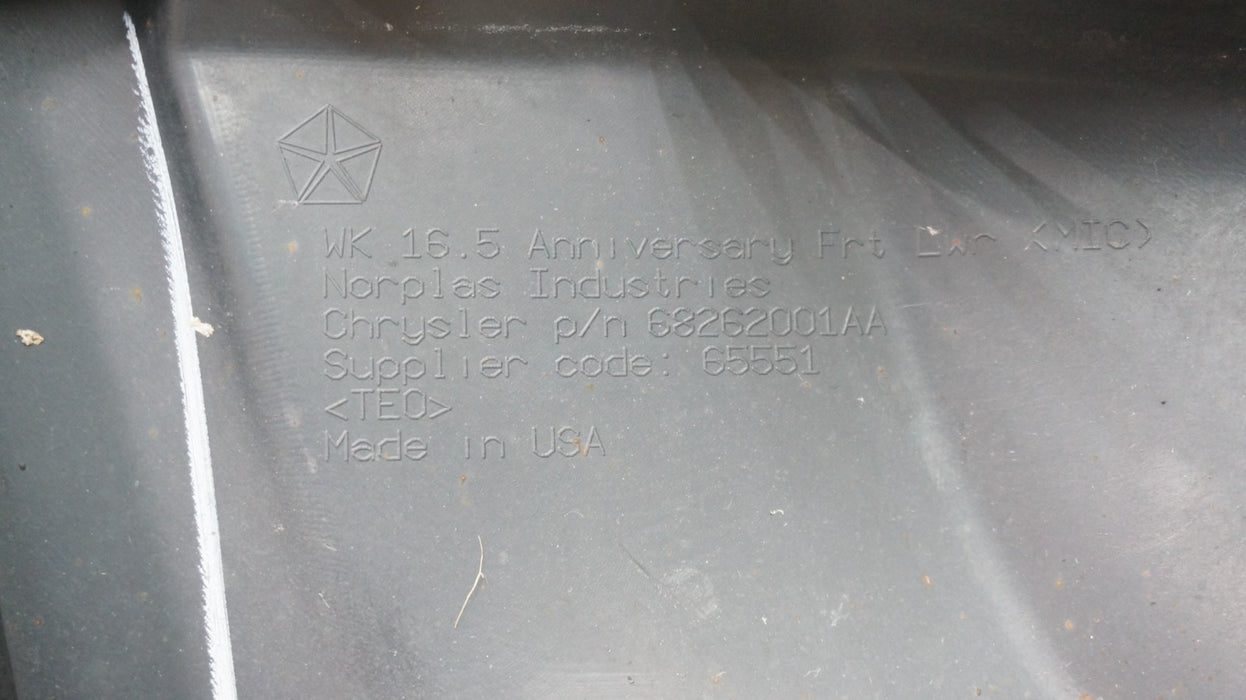 WK 16.5 Anniversary Frt Lwr <MIC>
Norplas Industries
Chrysler p/n 68262001AA
Supplier code: 65551
<TEO>
Made in USA